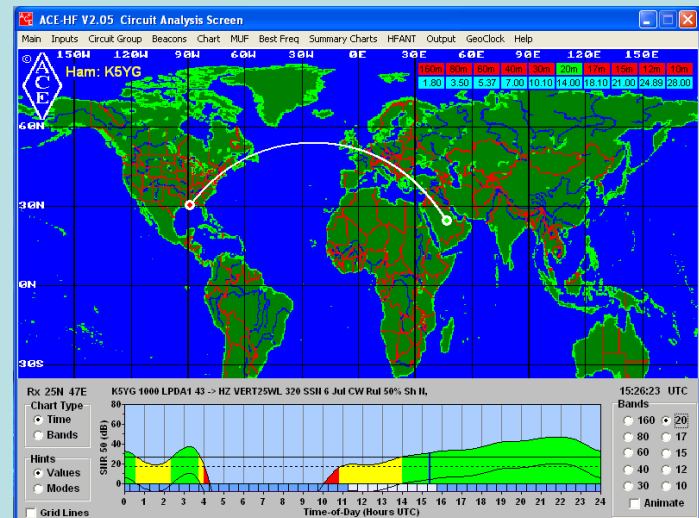 ACE-HF V2.05 Circuit Analysis Screen
Main Inputs Circuit Group Beacons Chart MUF Best Freq Summary Charts HFANT Output GeoClock Help
150W 120W 90W 60W 30W 0E 30E 60E 90E 120E 150E
© ACE
Ham: K5YG
160m 80m 60m 40m 30m 20m 17m 15m 12m 10m
1.80 3.50 5.37 7.00 10.10 14.00 18.10 21.00 24.89 28.00
60N
30N
0N
30S
Rx 25N 47E K5YG 1000 LPDA1 43 -> HZ VERT25WL 320 SSN 6 Jul CW Rul 50% Sh N, 15:26:23 UTC
Chart Type
Time
Bands
Hints
Values
Modes
Grid Lines
SNR 50 (dB)
80
60
40
20
0
0 1 2 3 4 5 6 7 8 9 10 11 12 13 14 15 16 17 18 19 20 21 22 23 24
Time-of-Day (Hours UTC)
Bands
160 20
80 17
60 15
40 12
30 10
Animate